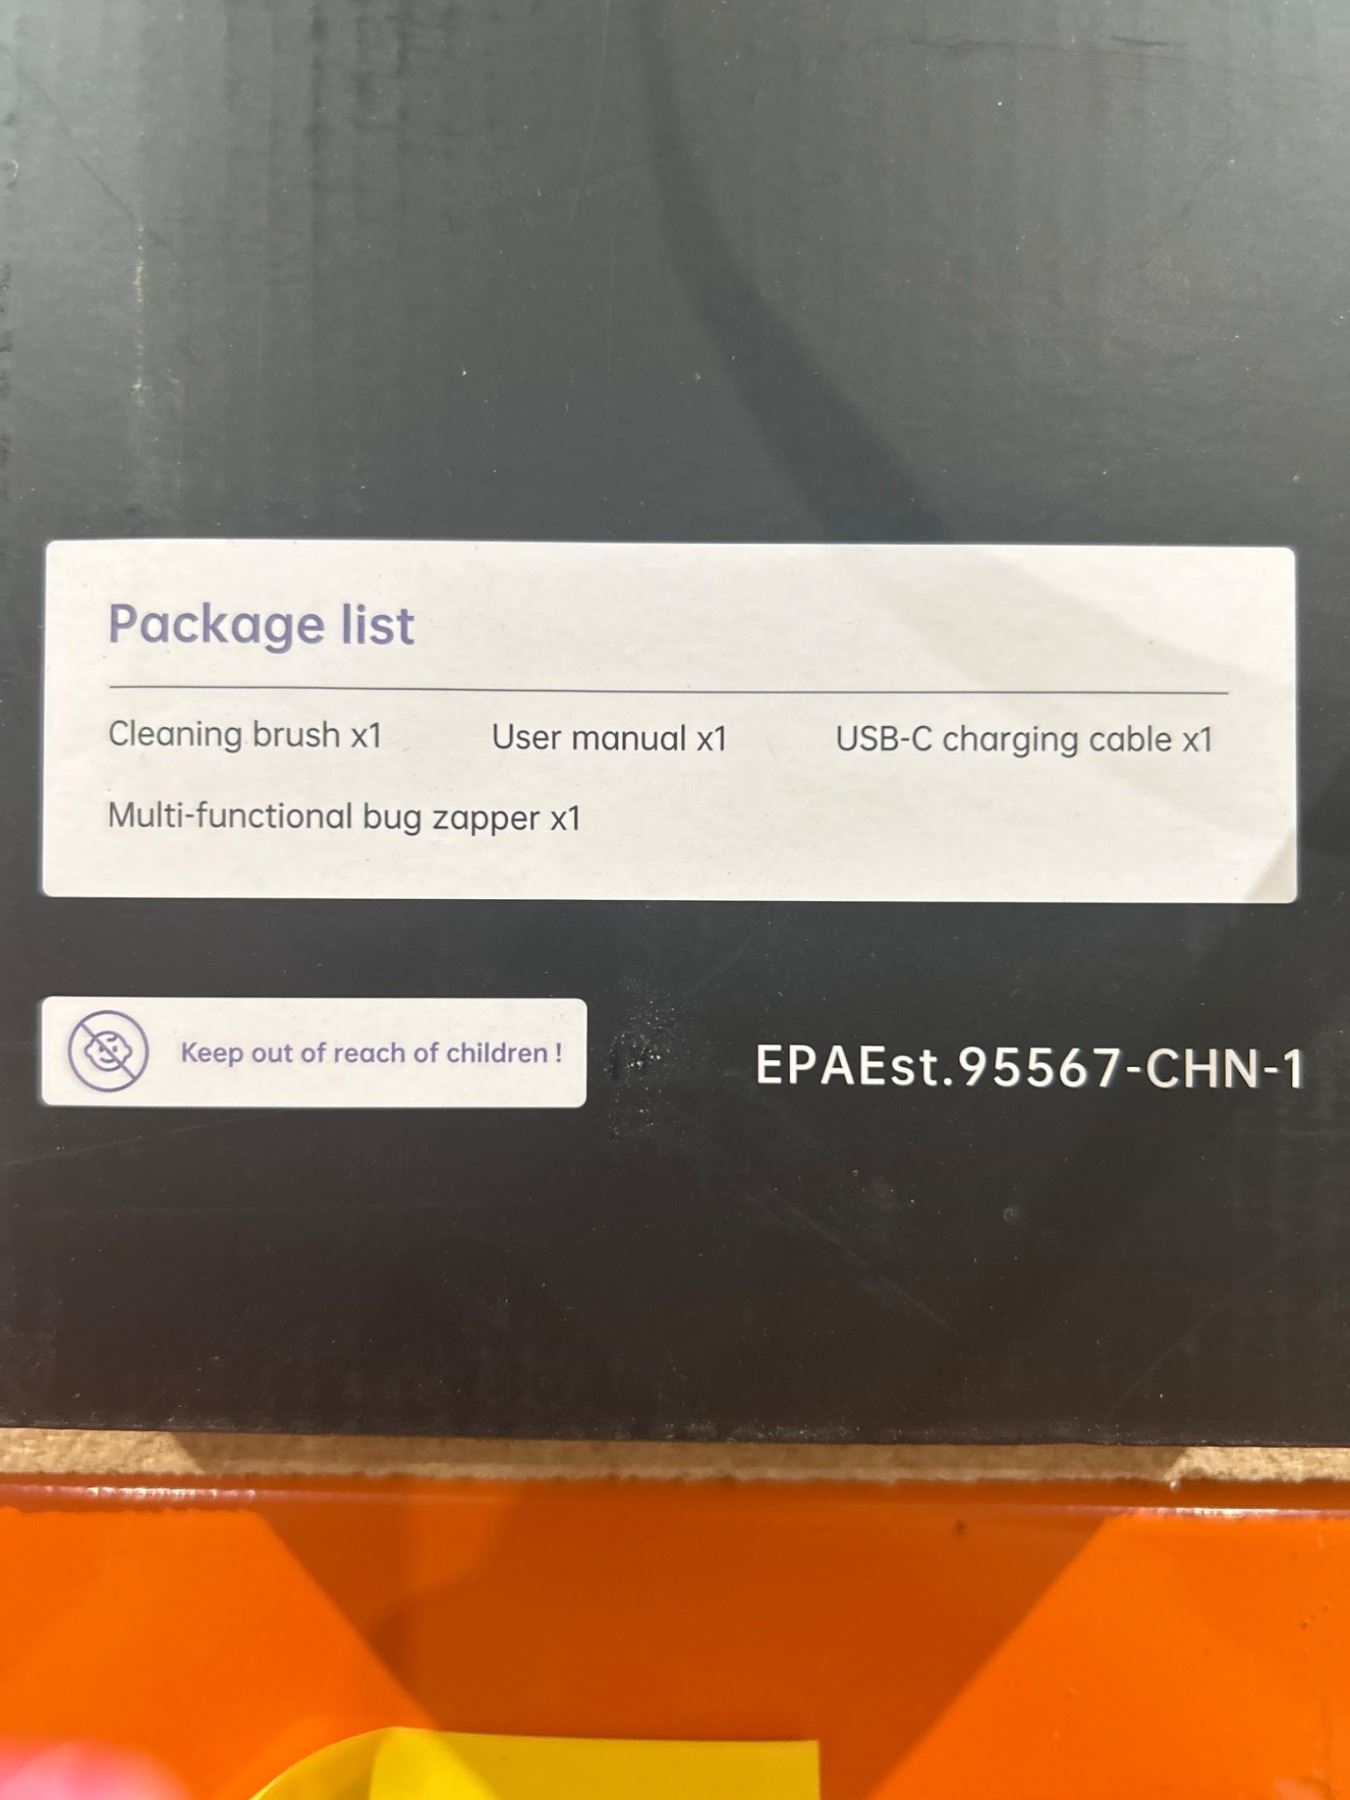 Package list
Cleaning brush x1 User manual x1 USB-C charging cable x1
Multi-functional bug zapper x1
Keep out of reach of children !
EPAEst.95567-CHN-1